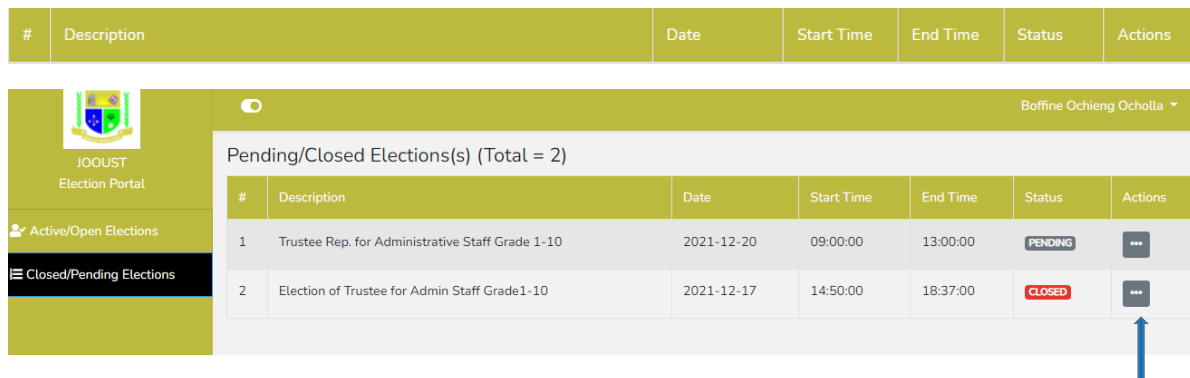 # Description Date Start Time End Time Status Actions
Boffine Ochieng Ocholla
JOOUST
Election Portal
Active/Open Elections
Closed/Pending Elections
Pending/Closed Elections(s) (Total = 2)
# Description Date Start Time End Time Status Actions
1 Trustee Rep. for Administrative Staff Grade 1-10 2021-12-20 09:00:00 13:00:00 PENDING
2 Election of Trustee for Admin Staff Grade1-10 2021-12-17 14:50:00 18:37:00 CLOSED